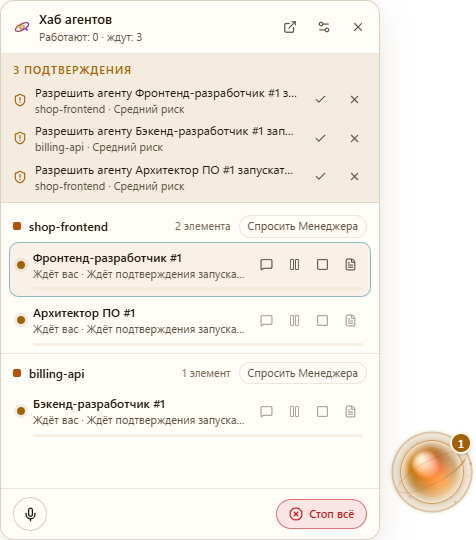 Хаб агентов
Работают: 0 · ждут: 3
3 ПОДТВЕРЖДЕНИЯ
Разрешить агенту Фронтенд-разработчик #1 з...
shop-frontend · Средний риск
Разрешить агенту Бэкенд-разработчик #1 зап...
billing-api · Средний риск
Разрешить агенту Архитектор ПО #1 запускат...
shop-frontend · Средний риск
shop-frontend 2 элемента Спросить Менеджера
Фронтенд-разработчик #1
Ждёт вас · Ждёт подтверждения запуска...
Архитектор ПО #1
Ждёт вас · Ждёт подтверждения запуска...
billing-api 1 элемент Спросить Менеджера
Бэкенд-разработчик #1
Ждёт вас · Ждёт подтверждения запуска...
1
Стоп всё